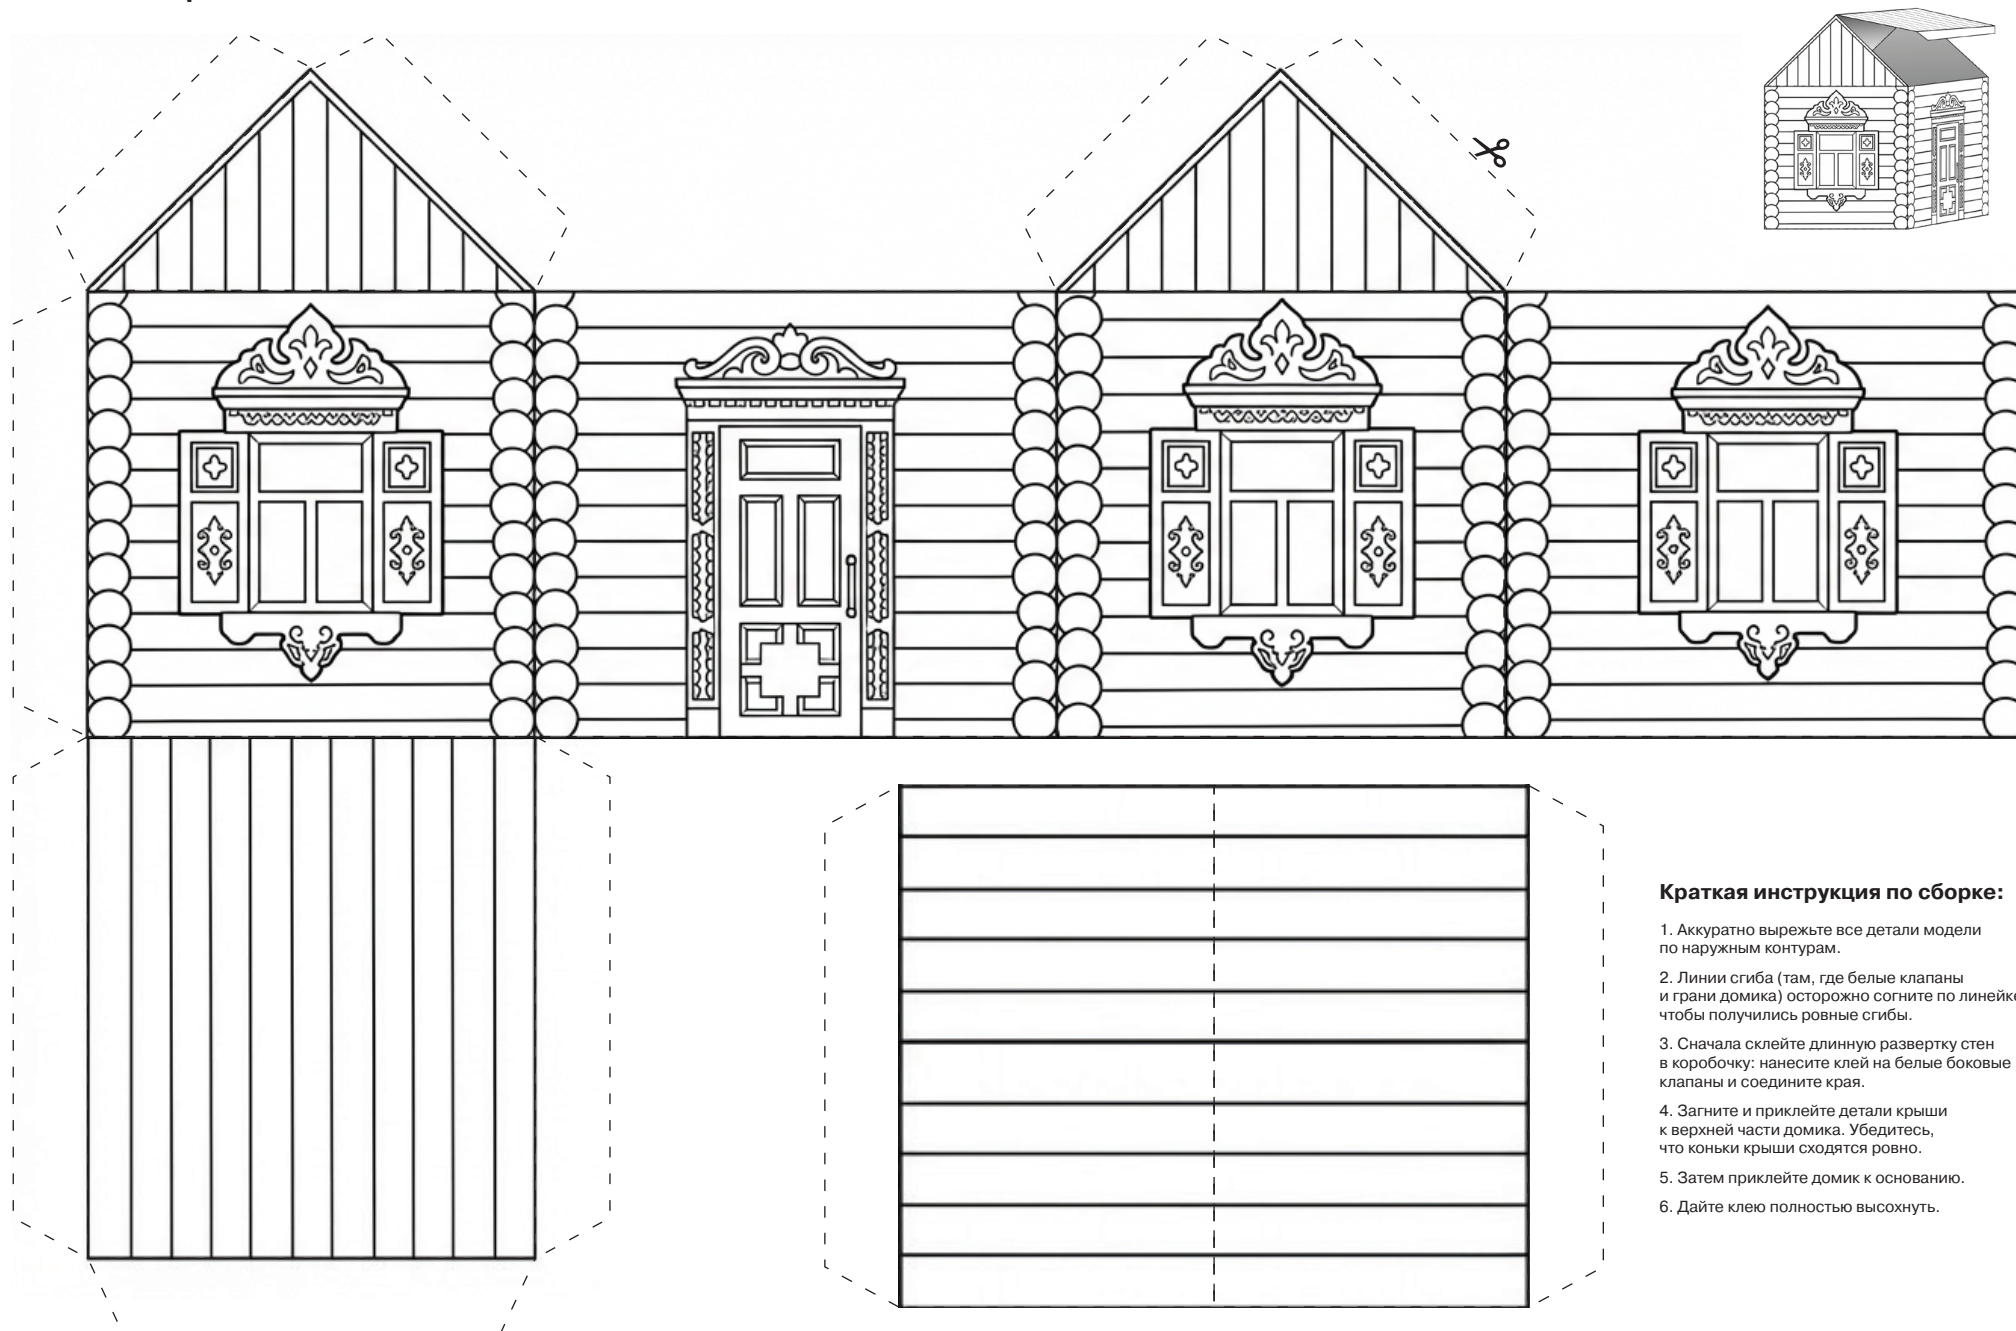 Краткая инструкция по сборке:
1. Аккуратно вырежьте все детали модели
по наружным контурам.
2. Линии сгиба (там, где белые клапаны
и грани домика) осторожно согните по линейке
чтобы получились ровные сгибы.
3. Сначала склейте длинную развертку стен
в коробочку: нанесите клей на белые боковые
клапаны и соедините края.
4. Загните и приклейте детали крыши
к верхней части домика. Убедитесь,
что коньки крыши сходятся ровно.
5. Затем приклейте домик к основанию.
6. Дайте клею полностью высохнуть.